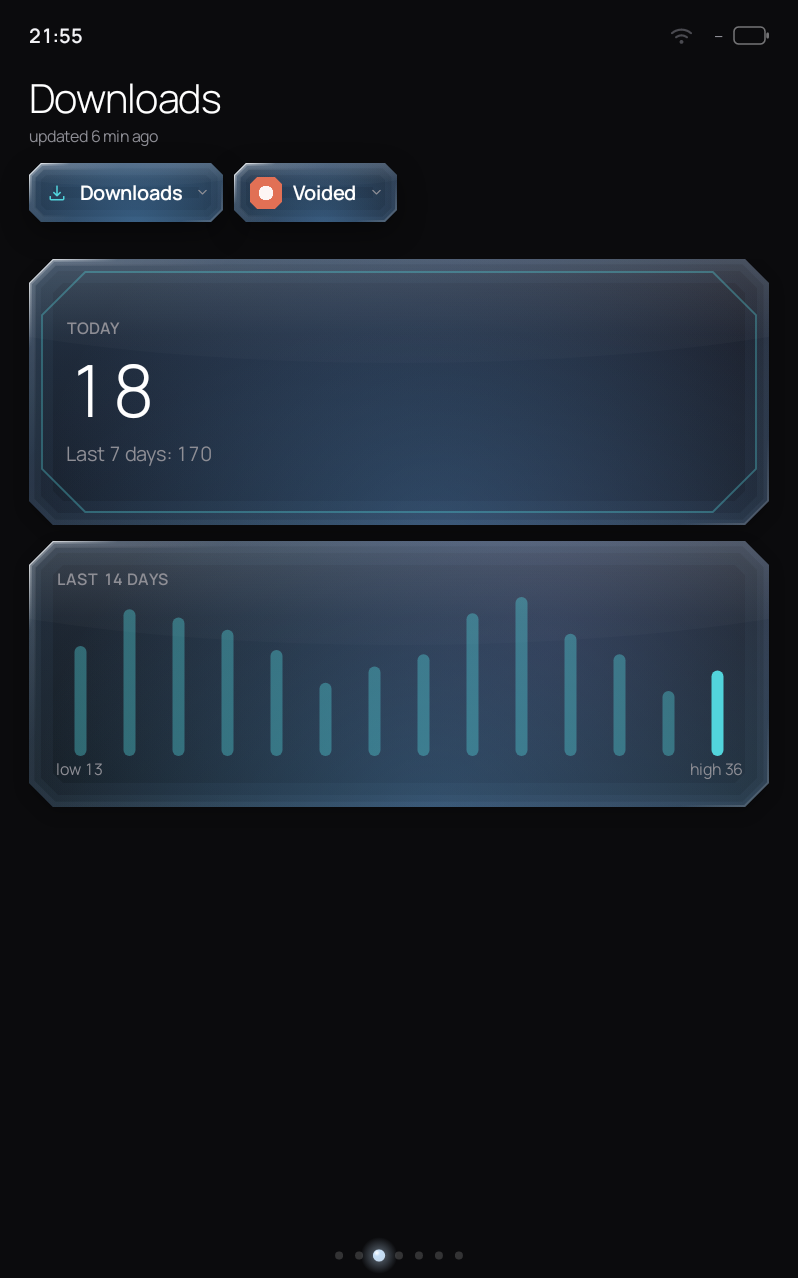 21:55
–
Downloads
updated 6 min ago
Downloads
Voided
TODAY
18
Last 7 days: 170
LAST 14 DAYS
low 13
high 36